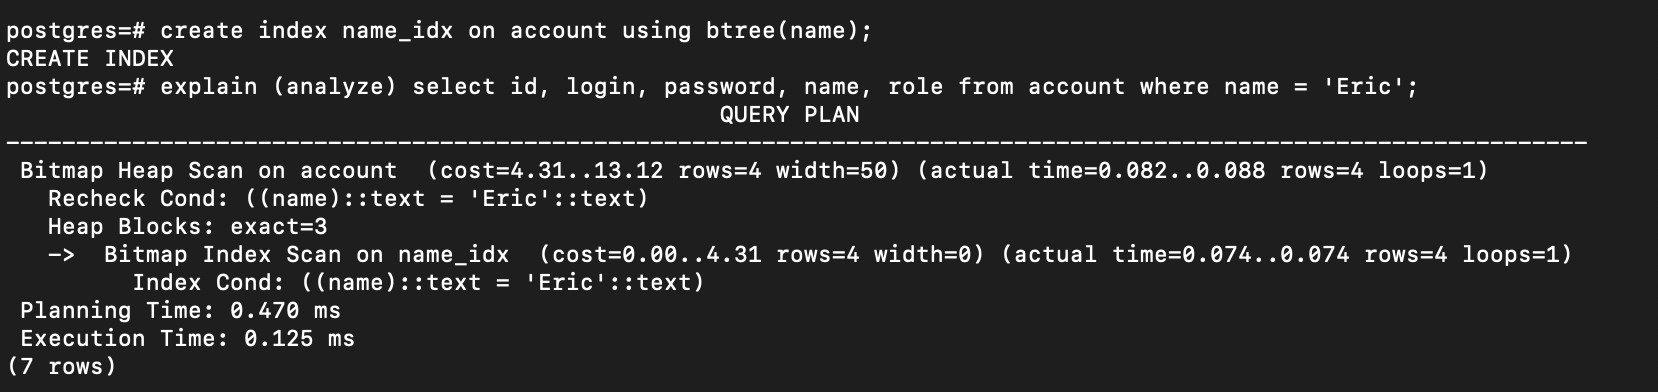 postgres=# create index name_idx on account using btree(name);
CREATE INDEX
postgres=# explain (analyze) select id, login, password, name, role from account where name = 'Eric';
QUERY PLAN
-----------------------------------------------------------------------------------------------------------------
Bitmap Heap Scan on account  (cost=4.31..13.12 rows=4 width=50) (actual time=0.082..0.088 rows=4 loops=1)
Recheck Cond: ((name)::text = 'Eric'::text)
Heap Blocks: exact=3
->  Bitmap Index Scan on name_idx  (cost=0.00..4.31 rows=4 width=0) (actual time=0.074..0.074 rows=4 loops=1)
Index Cond: ((name)::text = 'Eric'::text)
Planning Time: 0.470 ms
Execution Time: 0.125 ms
(7 rows)